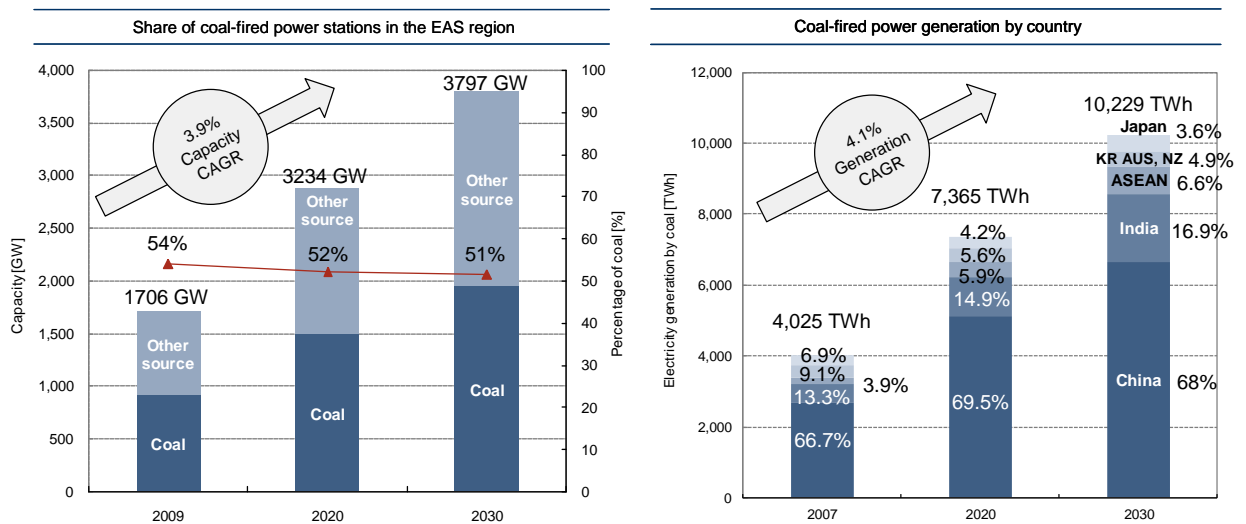 Share of coal-fired power stations in the EAS region
4,000
3,500
3,000
2,500
2,000
1,500
1,000
500
0
Capacity [GW]
100
90
80
70
60
50
40
30
20
10
0
Percentage of coal [%]
3.9%
Capacity
CAGR
1706 GW
3234 GW
3797 GW
54%
52%
51%
Other
source
Coal
Other
source
Coal
Other
source
Coal
2009
2020
2030
Coal-fired power generation by country
12,000
10,000
8,000
6,000
4,000
2,000
0
Electricity generation by coal [TWh]
4.1%
Generation
CAGR
4,025 TWh
6.9%
9.1%
3.9%
13.3%
66.7%
7,365 TWh
4.2%
5.6%
5.9%
14.9%
69.5%
10,229 TWh
Japan 3.6%
KR AUS, NZ 4.9%
ASEAN 6.6%
India 16.9%
China 68%
2007
2020
2030